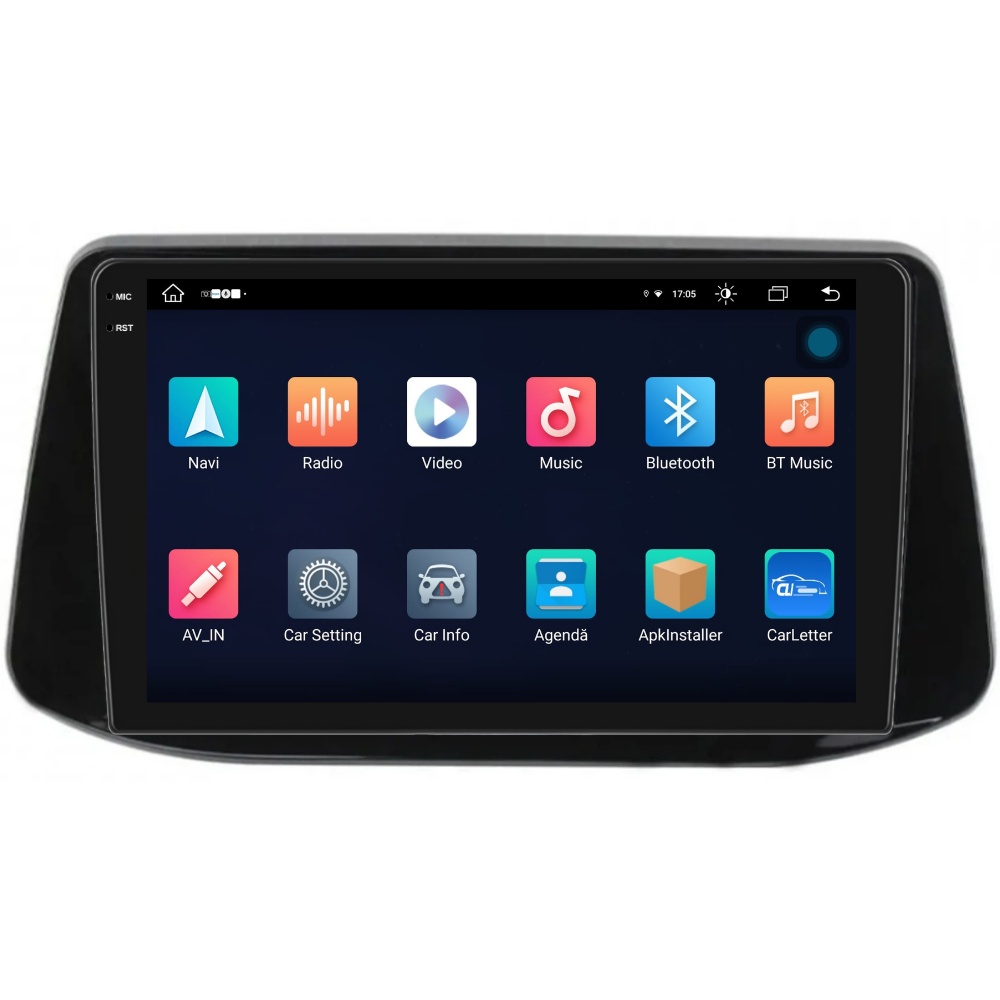 MIC
17:05
RST
Navi
Radio
Video
Music
Bluetooth
BT Music
AV_IN
Car Setting
Car Info
Agendă
ApkInstaller
CarLetter